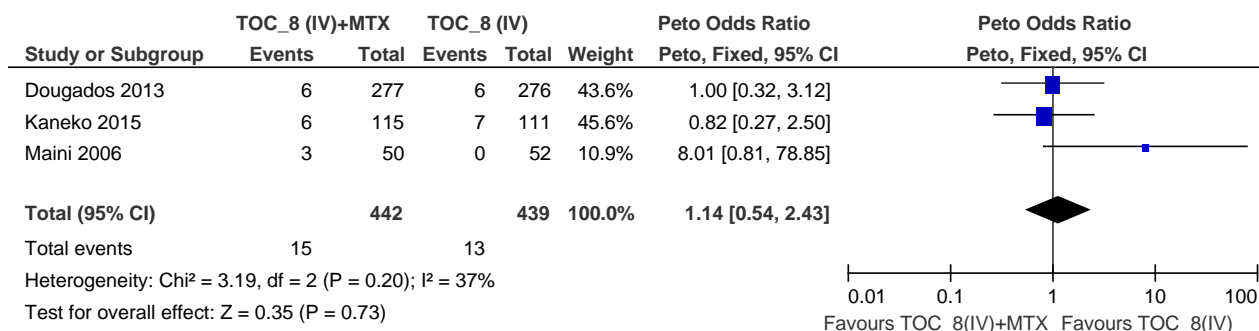 TOC_8 (IV)+MTX TOC_8 (IV) Peto Odds Ratio Peto Odds Ratio
Study or Subgroup Events Total Events Total Weight Peto, Fixed, 95% CI Peto, Fixed, 95% CI
Dougados 2013 6 277 6 276 43.6% 1.00 [0.32, 3.12]
Kaneko 2015 6 115 7 111 45.6% 0.82 [0.27, 2.50]
Maini 2006 3 50 0 52 10.9% 8.01 [0.81, 78.85]
Total (95% CI) 442 439 100.0% 1.14 [0.54, 2.43]
Total events 15 13
Heterogeneity: Chi² = 3.19, df = 2 (P = 0.20); I² = 37%
Test for overall effect: Z = 0.35 (P = 0.73)
0.01 0.1 1 10 100
Favours TOC_8(IV)+MTX Favours TOC_8(IV)